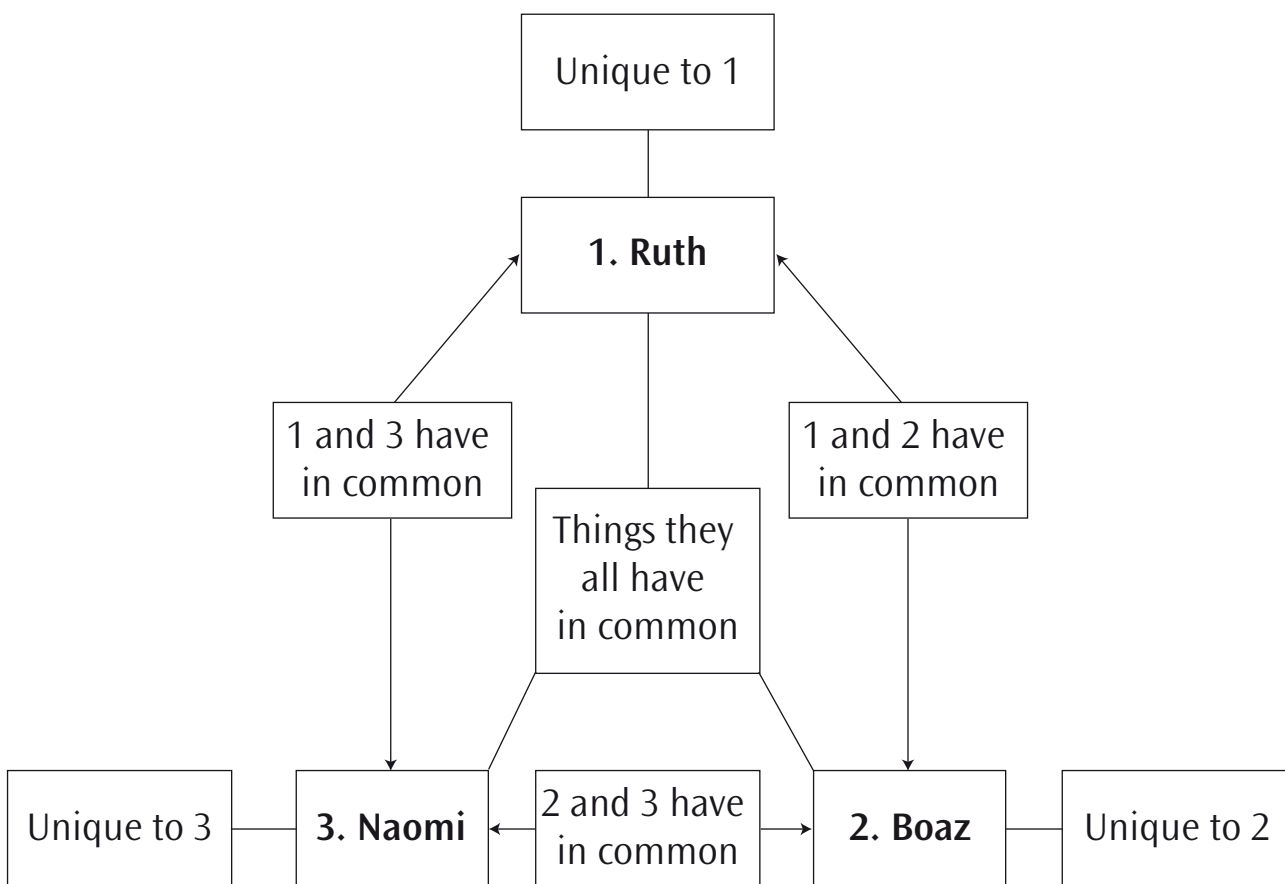 Unique to 1
1. Ruth
1 and 3 have
in common
1 and 2 have
in common
Things they
all have
in common
Unique to 3
3. Naomi
2 and 3 have
in common
2. Boaz
Unique to 2